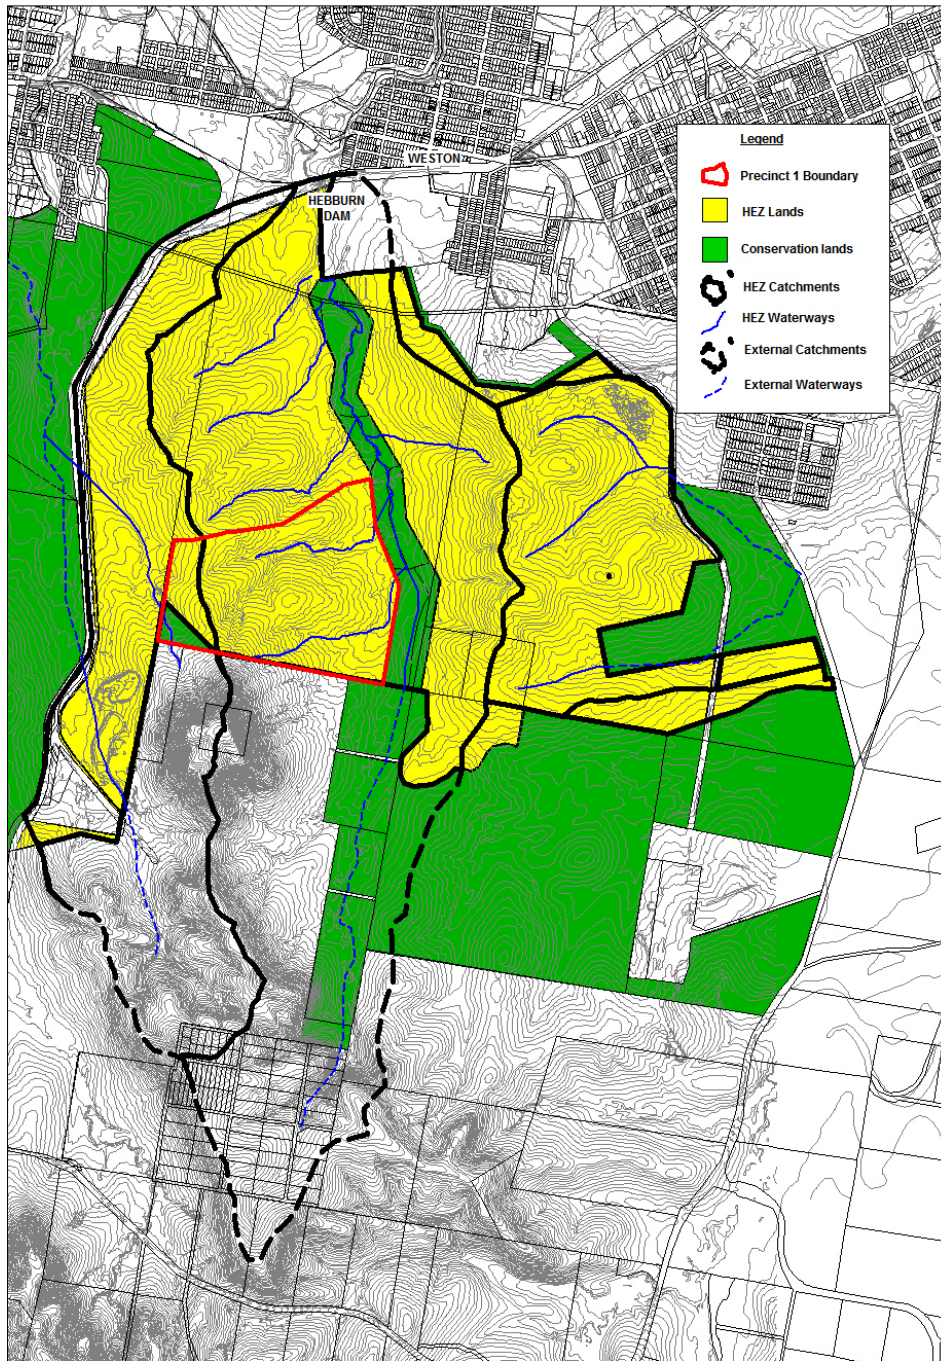 WESTON
HEBBURN
DAM
Legend
Precinct 1 Boundary
HEZ Lands
Conservation lands
HEZ Catchments
HEZ Waterways
External Catchments
External Waterways